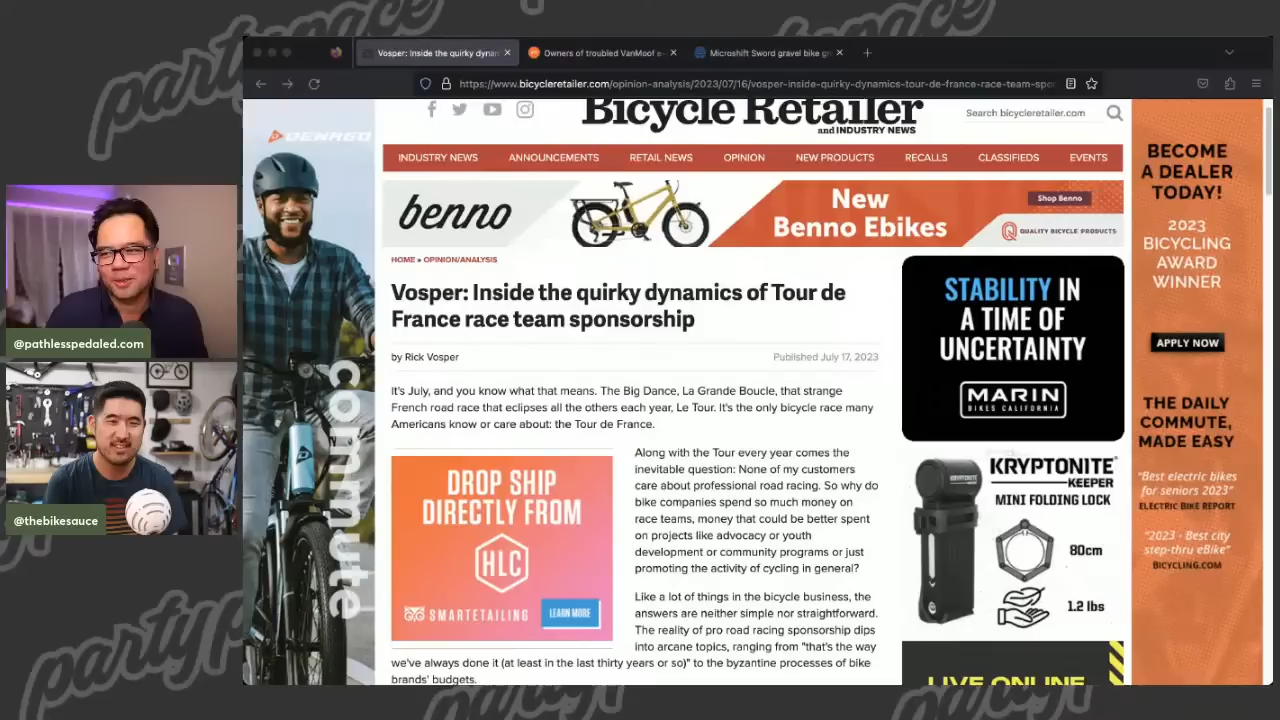 partypace
Vosper: Inside the quirky dynam
Owners of troubled VanMoof e-
Microshift Sword gravel bike gr
https://www.bicycleretailer.com/opinion-analysis/2023/07/16/vosper-inside-quirky-dynamics-tour-de-france-race-team-spo
DENAGO
commute
Bicycle Retailer
and INDUSTRY NEWS
Search bicycleretailer.com
INDUSTRY NEWS
ANNOUNCEMENTS
RETAIL NEWS
OPINION
NEW PRODUCTS
RECALLS
CLASSIFIEDS
EVENTS
benno
New
Benno Ebikes
Shop Benno
QUALITY BICYCLE PRODUCTS
HOME » OPINION/ANALYSIS
Vosper: Inside the quirky dynamics of Tour de
France race team sponsorship
by Rick Vosper
Published July 17, 2023
It's July, and you know what that means. The Big Dance, La Grande Boucle, that strange
French road race that eclipses all the others each year, Le Tour. It's the only bicycle race many
Americans know or care about: the Tour de France.
DROP SHIP
DIRECTLY FROM
HLC
SMARTETAILING
LEARN MORE
Along with the Tour every year comes the
inevitable question: None of my customers
care about professional road racing. So why do
bike companies spend so much money on
race teams, money that could be better spent
on projects like advocacy or youth
development or community programs or just
promoting the activity of cycling in general?
Like a lot of things in the bicycle business, the
answers are neither simple nor straightforward.
The reality of pro road racing sponsorship dips
into arcane topics, ranging from "that's the way
we've always done it (at least in the last thirty years or so)" to the byzantine processes of bike
brands' budgets.
STABILITY IN
A TIME OF
UNCERTAINTY
MARIN
BIKES CALIFORNIA
KRYPTONITE
KEEPER
MINI FOLDING LOCK
80cm
1.2 lbs
LIVE ONLINE
BECOME
A DEALER
TODAY!
2023
BICYCLING
AWARD
WINNER
APPLY NOW
THE DAILY
COMMUTE,
MADE EASY
"Best electric bikes
for seniors 2023"
ELECTRIC BIKE REPORT
"2023 - Best city
step-thru eBike"
BICYCLING.COM
@pathlesspedaled.com
@thebikesauce